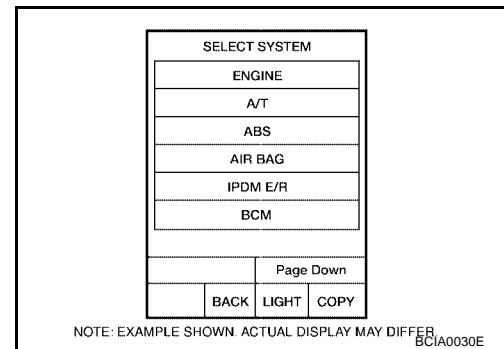 SELECT SYSTEM
ENGINE
A/T
ABS
AIR BAG
IPDM E/R
BCM
Page Down
BACK LIGHT COPY
NOTE: EXAMPLE SHOWN. ACTUAL DISPLAY MAY DIFFER.
BCIA0030E